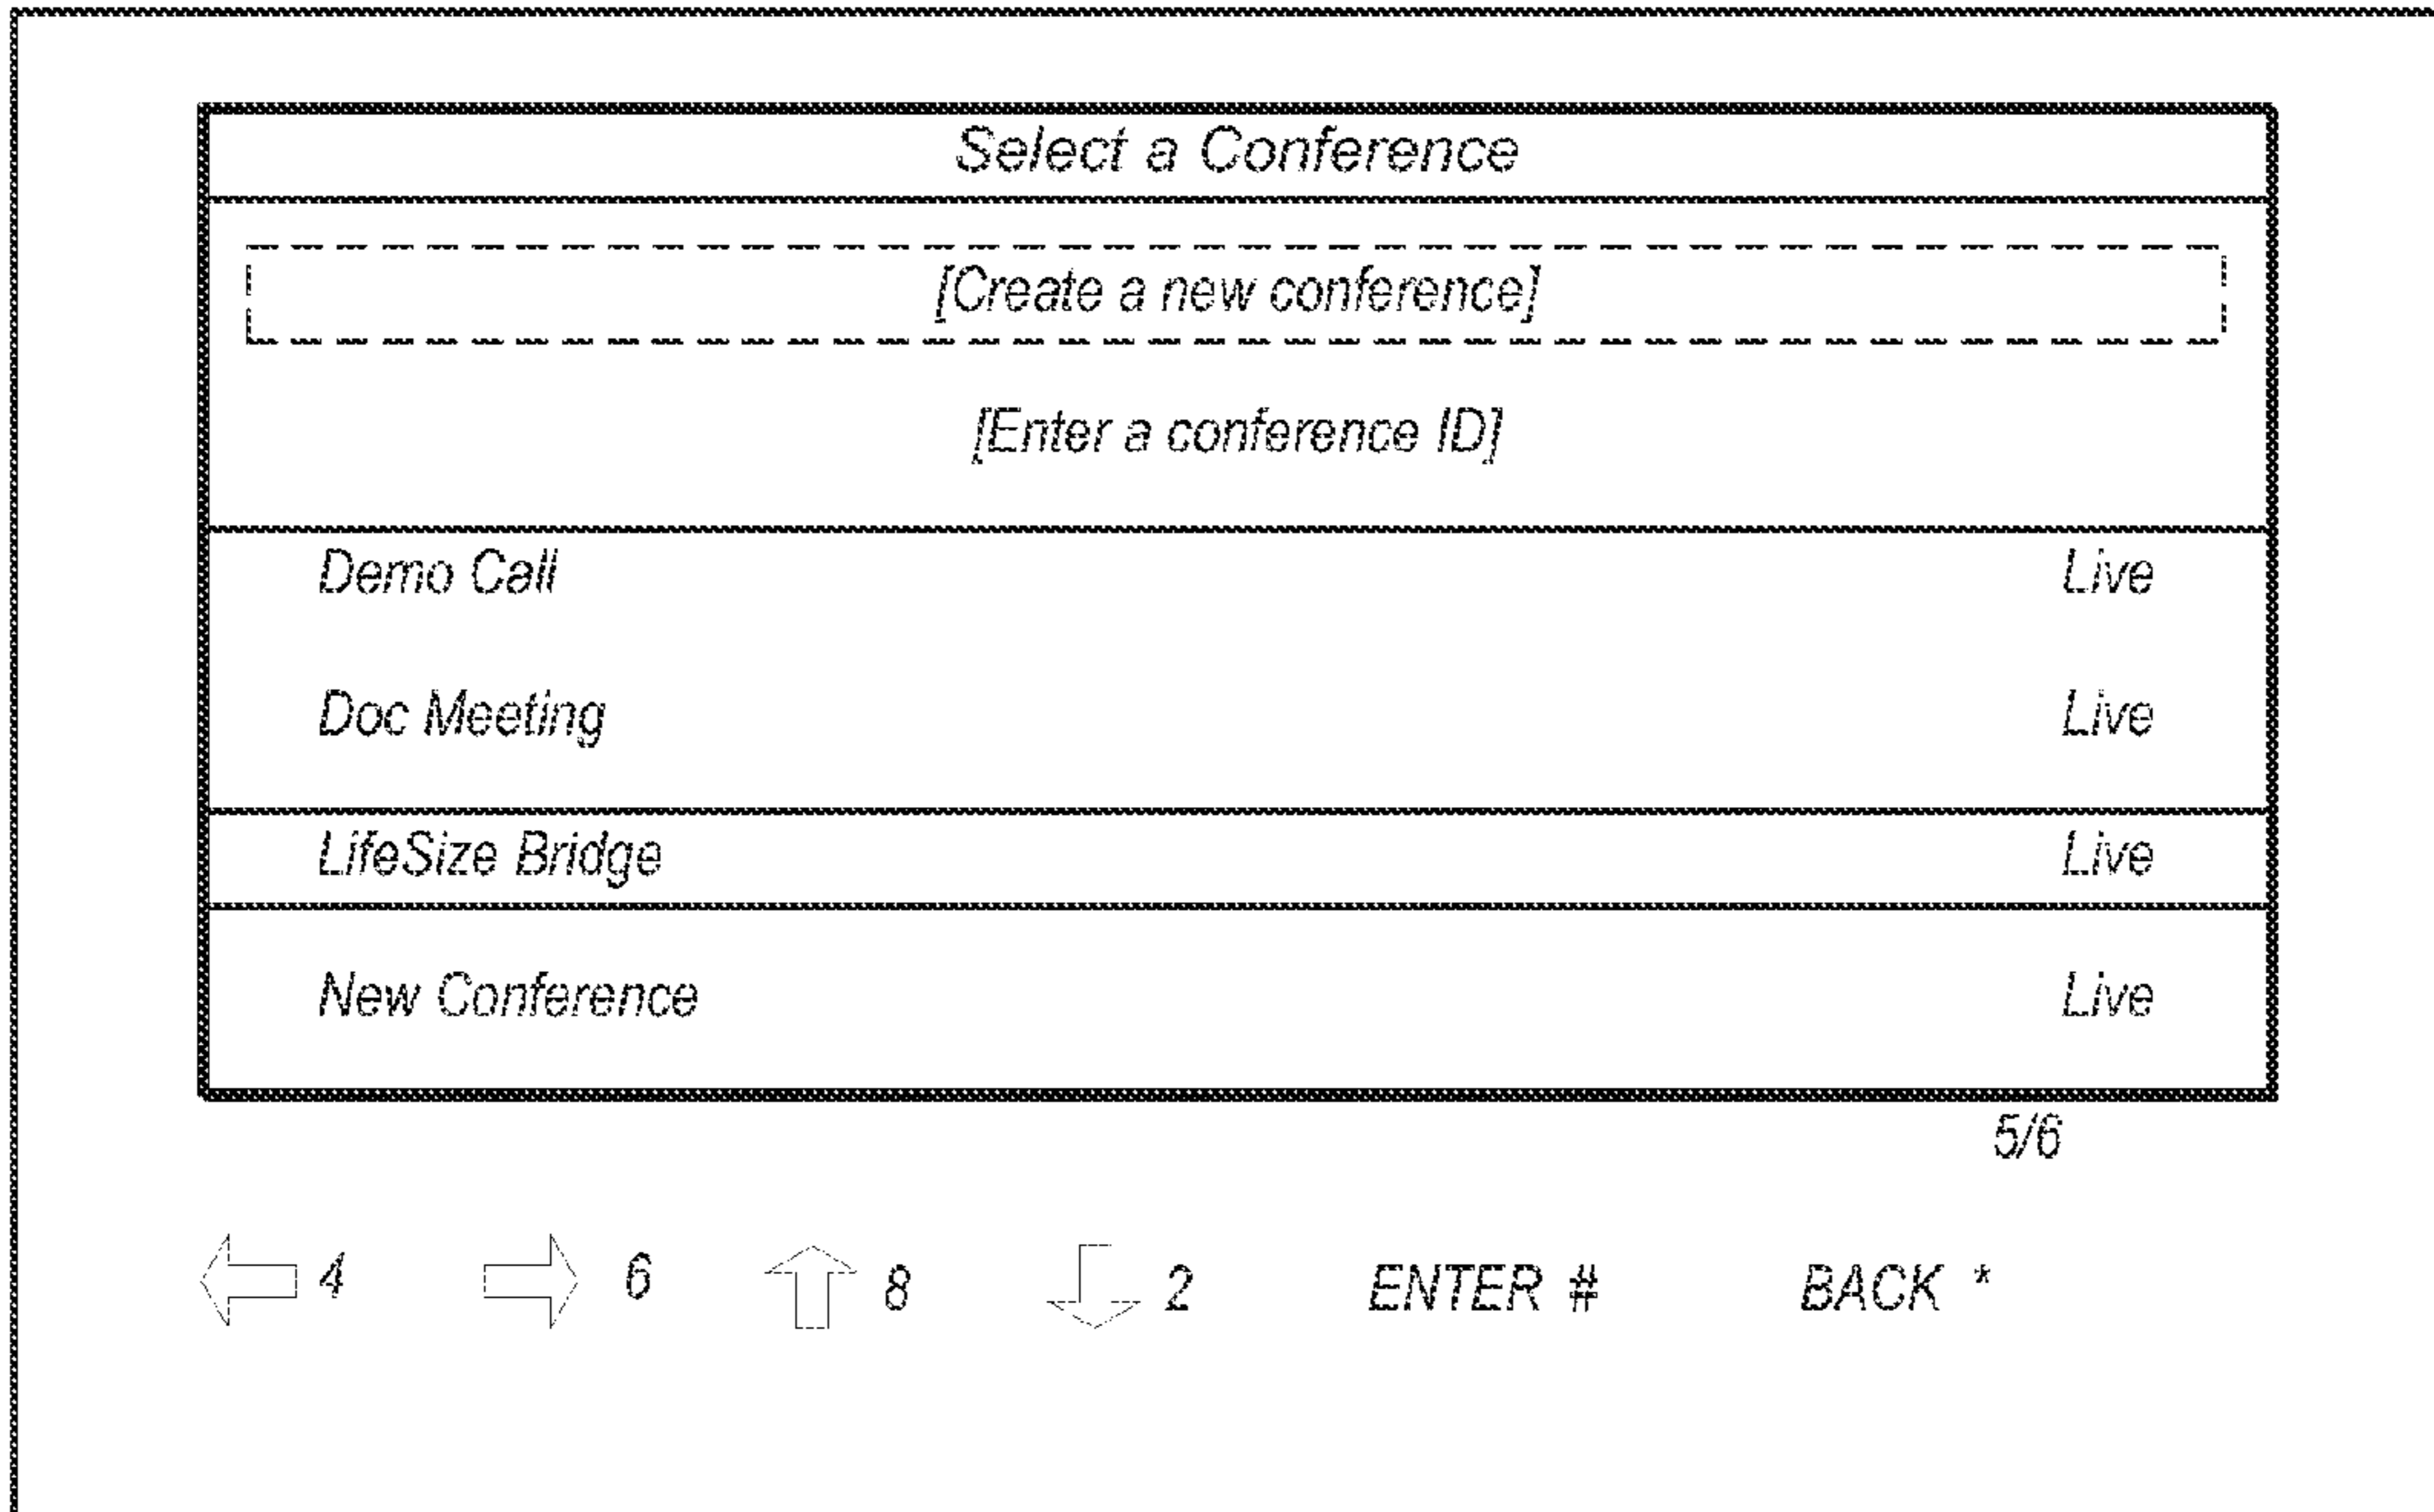 Select a Conference
[Create a new conference]
[Enter a conference ID]
Demo Call Live
Doc Meeting Live
LifeSize Bridge Live
New Conference Live
5/6
4 6 8 2 ENTER # BACK *